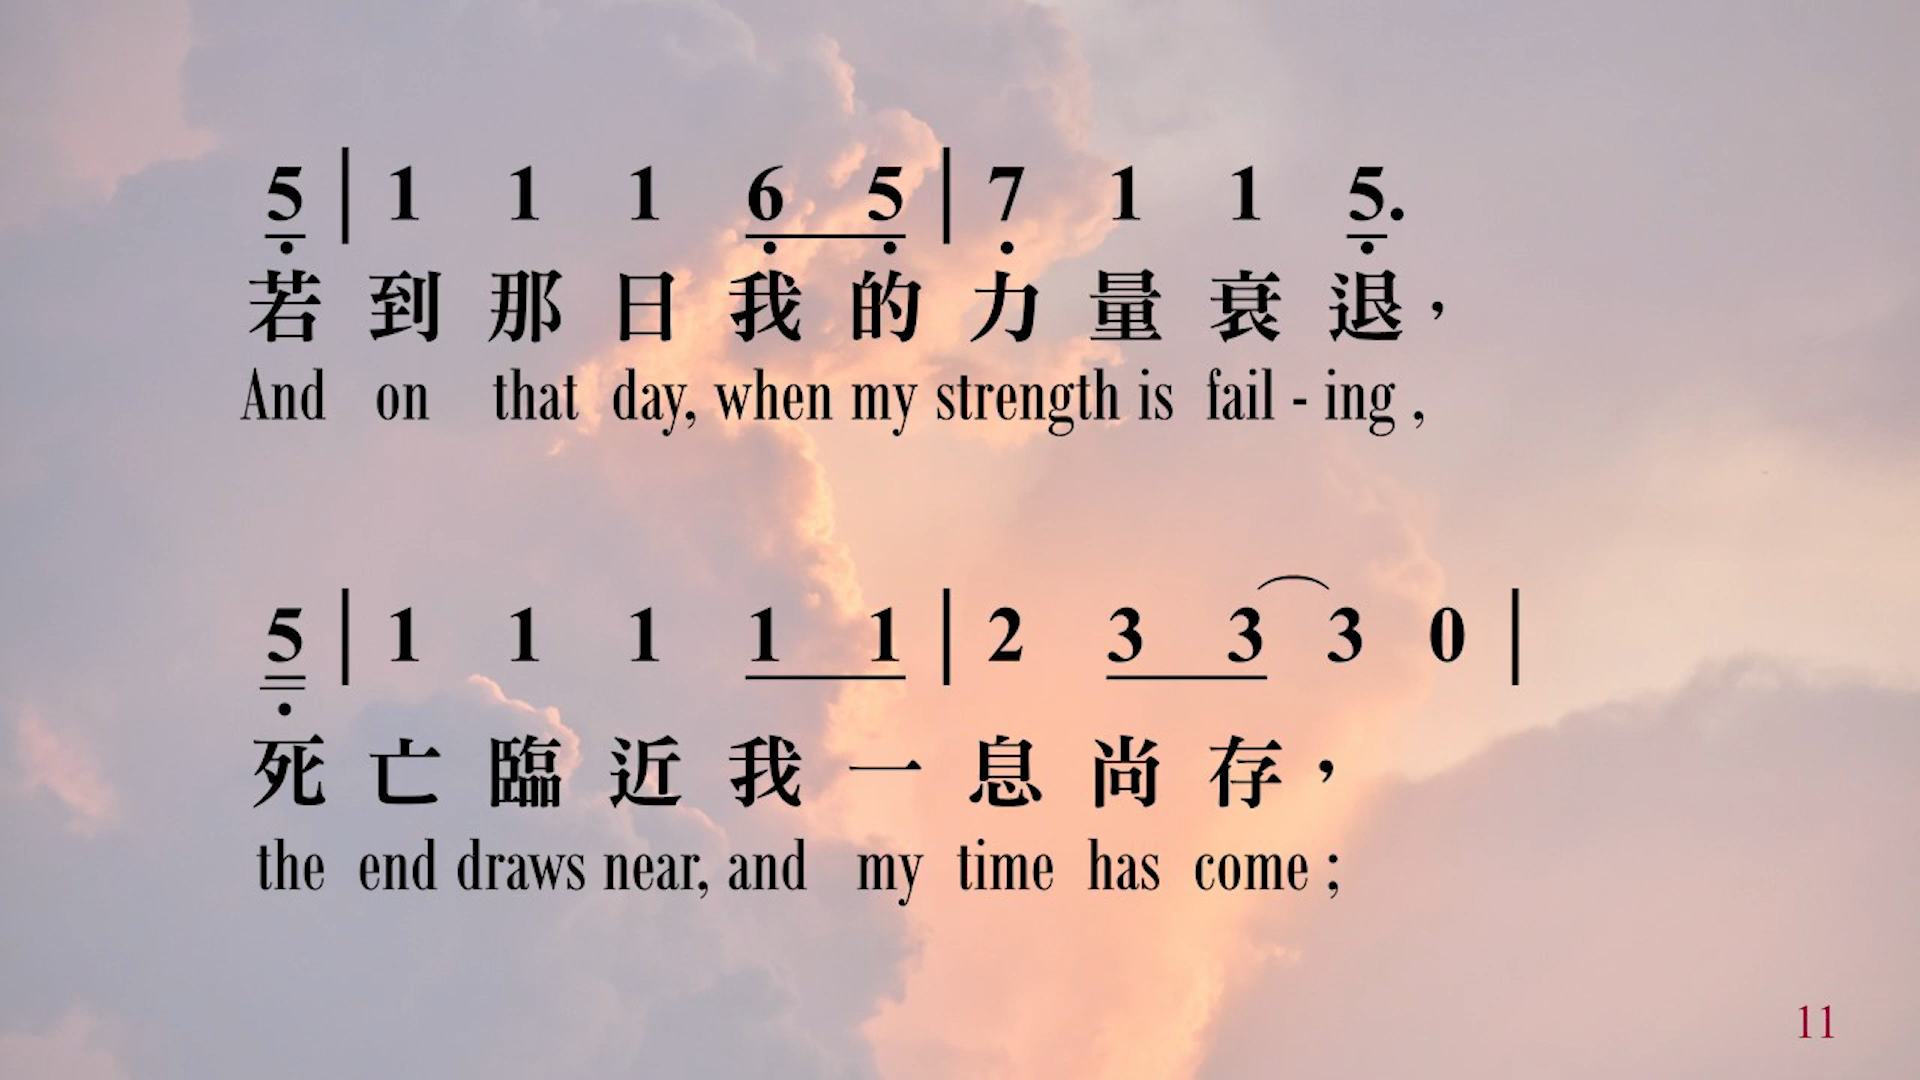 5 | 1 1 1 6 5 | 7 1 1 5.
若到那日我的力量衰退，
And on that day, when my strength is fail - ing ,
5 | 1 1 1 1 1 | 2 3 3 3 0 |
死亡臨近我一息尚存，
the end draws near, and my time has come ;
11